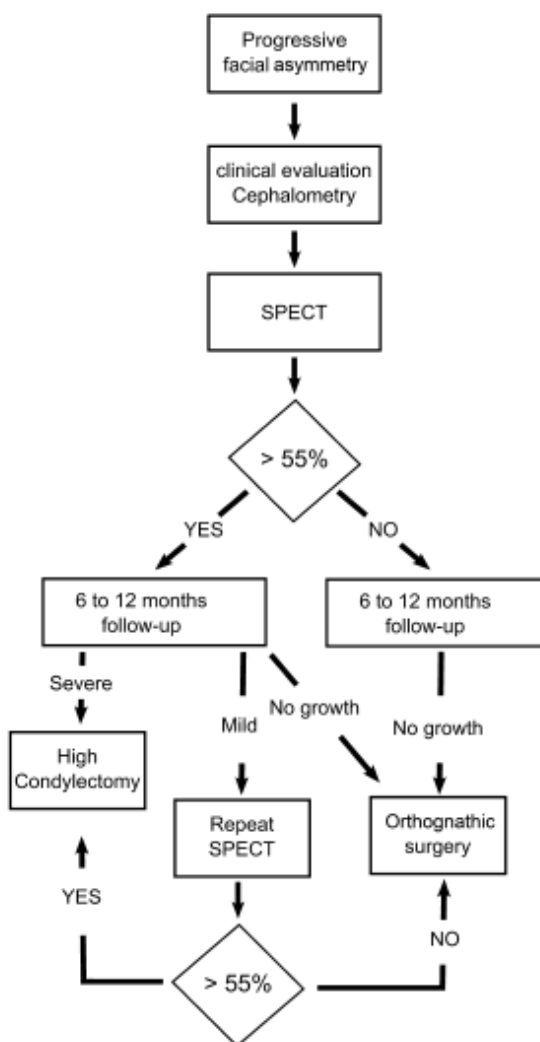 Progressive
facial asymmetry
clinical evaluation
Cephalometry
SPECT
> 55%
YES
NO
6 to 12 months
follow-up
6 to 12 months
follow-up
Severe
Mild
No growth
No growth
High
Condylectomy
Repeat
SPECT
Orthognathic
surgery
YES
NO
> 55%